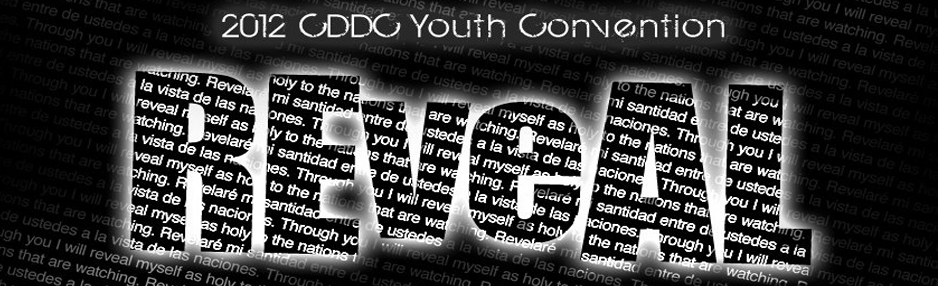 2012 CDDC Youth Convention
REVeAL
Through you I will reveal myself as holy to the nations that are watching. Revelaré mi santidad entre de ustedes a la vista de las naciones.